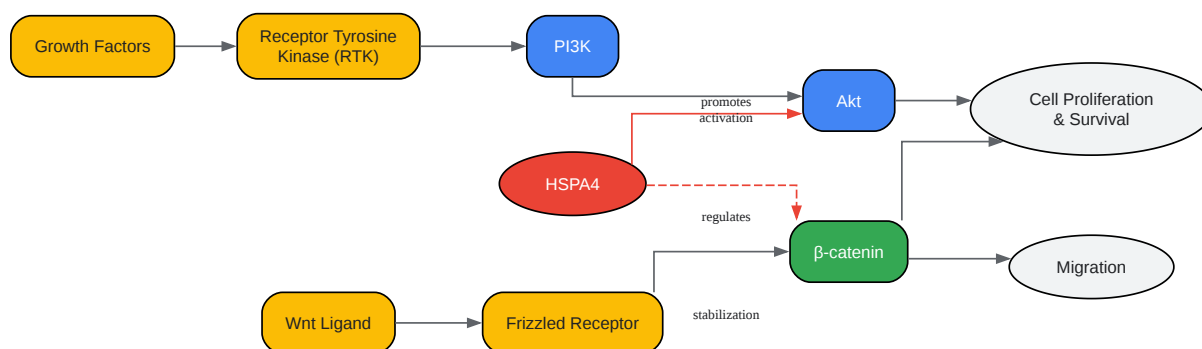 Growth Factors
Receptor Tyrosine
Kinase (RTK)
PI3K
Akt
promotes
activation
Cell Proliferation
& Survival
HSPA4
regulates
β-catenin
Migration
Wnt Ligand
Frizzled Receptor
stabilization